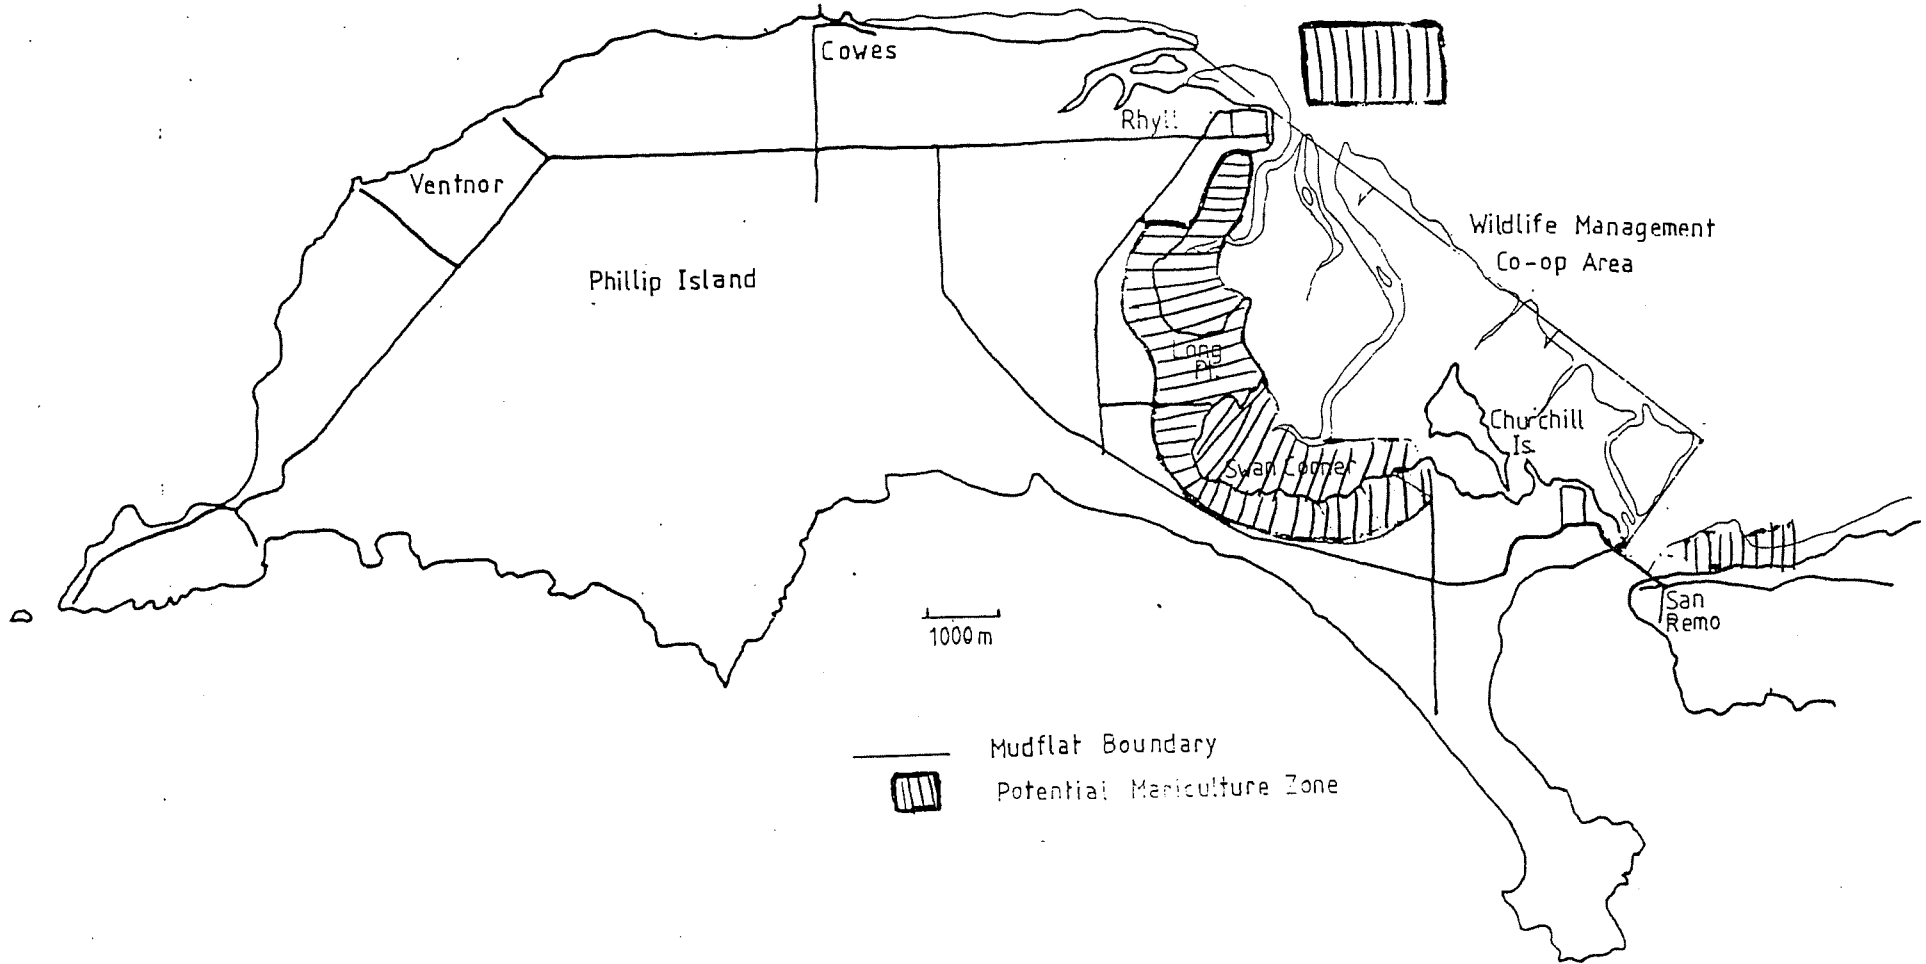 Cowes
Rhyll
Ventnor
Wildlife Management
Co-op Area
Phillip Island
Long
Pt.
Churchill
Is.
Swan Corner
San
Remo
1000m
Mudflat Boundary
Potential Mariculture Zone